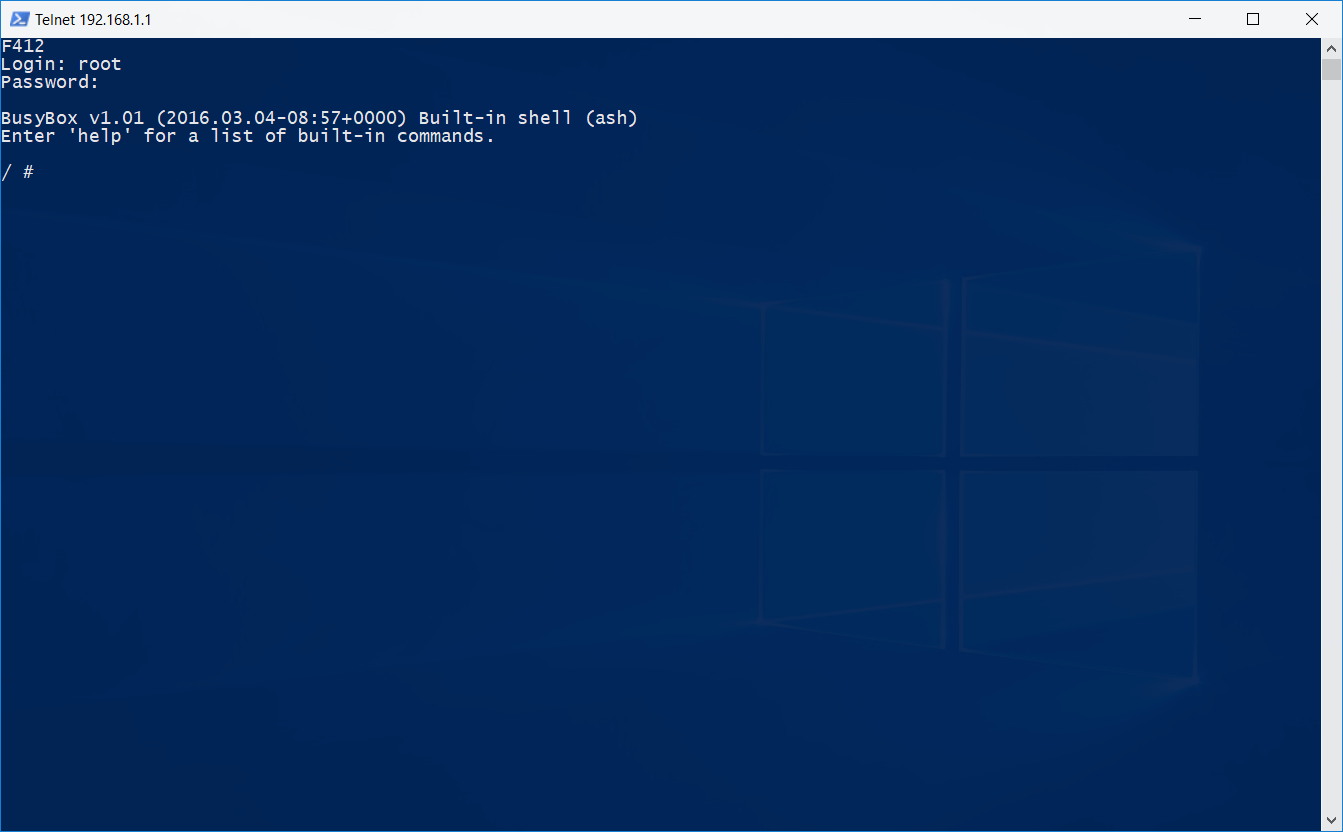 Telnet 192.168.1.1
F412
Login: root
Password:
BusyBox v1.01 (2016.03.04-08:57+0000) Built-in shell (ash)
Enter 'help' for a list of built-in commands.
/ #